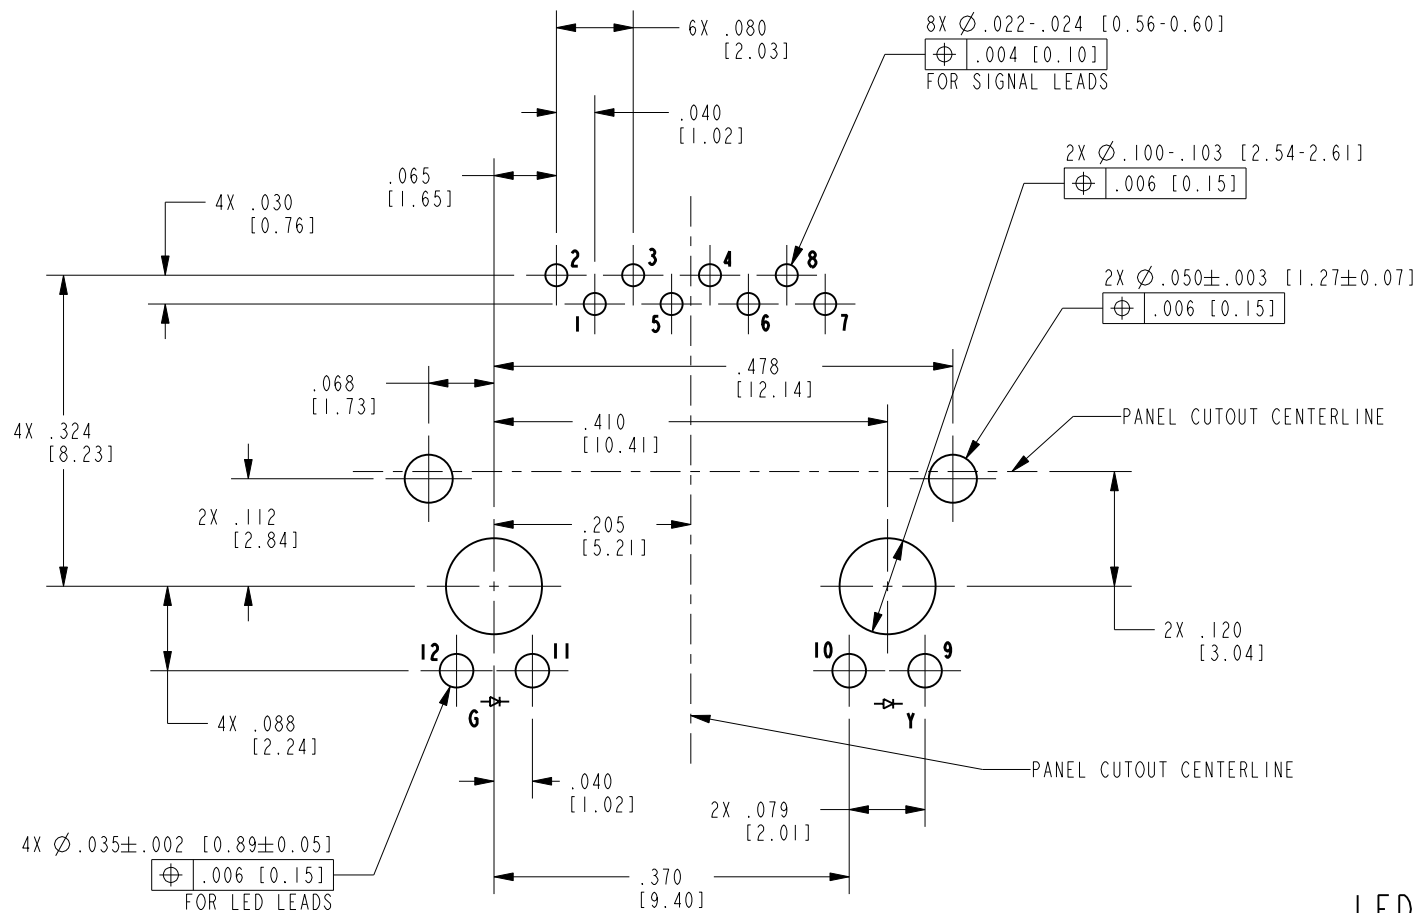 6X .080
[2.03]
8X Ø.022-.024 [0.56-0.60]
⌖ .004 [0.10]
FOR SIGNAL LEADS
.040
[1.02]
2X Ø.100-.103 [2.54-2.61]
⌖ .006 [0.15]
.065
[1.65]
4X .030
[0.76]
2 3 4 8
2X Ø.050±.003 [1.27±0.07]
⌖ .006 [0.15]
1 5 6 7
.478
[12.14]
.068
[1.73]
.410
[10.41]
PANEL CUTOUT CENTERLINE
4X .324
[8.23]
2X .112
[2.84]
.205
[5.21]
2X .120
[3.04]
12 11 10 9
G Y
4X .088
[2.24]
PANEL CUTOUT CENTERLINE
.040
[1.02]
2X .079
[2.01]
4X Ø.035±.002 [0.89±0.05]
⌖ .006 [0.15]
FOR LED LEADS
.370
[9.40]
LED